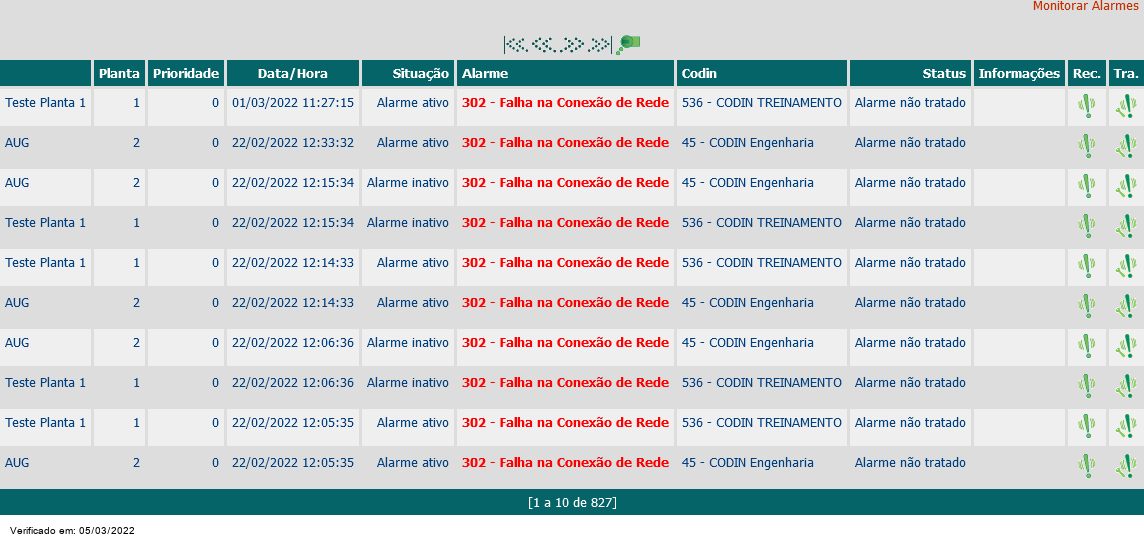 Monitorar Alarmes
Planta Prioridade Data/Hora Situação Alarme Codin Status Informações Rec. Tra.
Teste Planta 1 1 0 01/03/2022 11:27:15 Alarme ativo 302 - Falha na Conexão de Rede 536 - CODIN TREINAMENTO Alarme não tratado
AUG 2 0 22/02/2022 12:33:32 Alarme ativo 302 - Falha na Conexão de Rede 45 - CODIN Engenharia Alarme não tratado
AUG 2 0 22/02/2022 12:15:34 Alarme inativo 302 - Falha na Conexão de Rede 45 - CODIN Engenharia Alarme não tratado
Teste Planta 1 1 0 22/02/2022 12:15:34 Alarme inativo 302 - Falha na Conexão de Rede 536 - CODIN TREINAMENTO Alarme não tratado
Teste Planta 1 1 0 22/02/2022 12:14:33 Alarme ativo 302 - Falha na Conexão de Rede 536 - CODIN TREINAMENTO Alarme não tratado
AUG 2 0 22/02/2022 12:14:33 Alarme ativo 302 - Falha na Conexão de Rede 45 - CODIN Engenharia Alarme não tratado
AUG 2 0 22/02/2022 12:06:36 Alarme inativo 302 - Falha na Conexão de Rede 45 - CODIN Engenharia Alarme não tratado
Teste Planta 1 1 0 22/02/2022 12:06:36 Alarme inativo 302 - Falha na Conexão de Rede 536 - CODIN TREINAMENTO Alarme não tratado
Teste Planta 1 1 0 22/02/2022 12:05:35 Alarme ativo 302 - Falha na Conexão de Rede 536 - CODIN TREINAMENTO Alarme não tratado
AUG 2 0 22/02/2022 12:05:35 Alarme ativo 302 - Falha na Conexão de Rede 45 - CODIN Engenharia Alarme não tratado
[1 a 10 de 827]
Verificado em: 05/03/2022